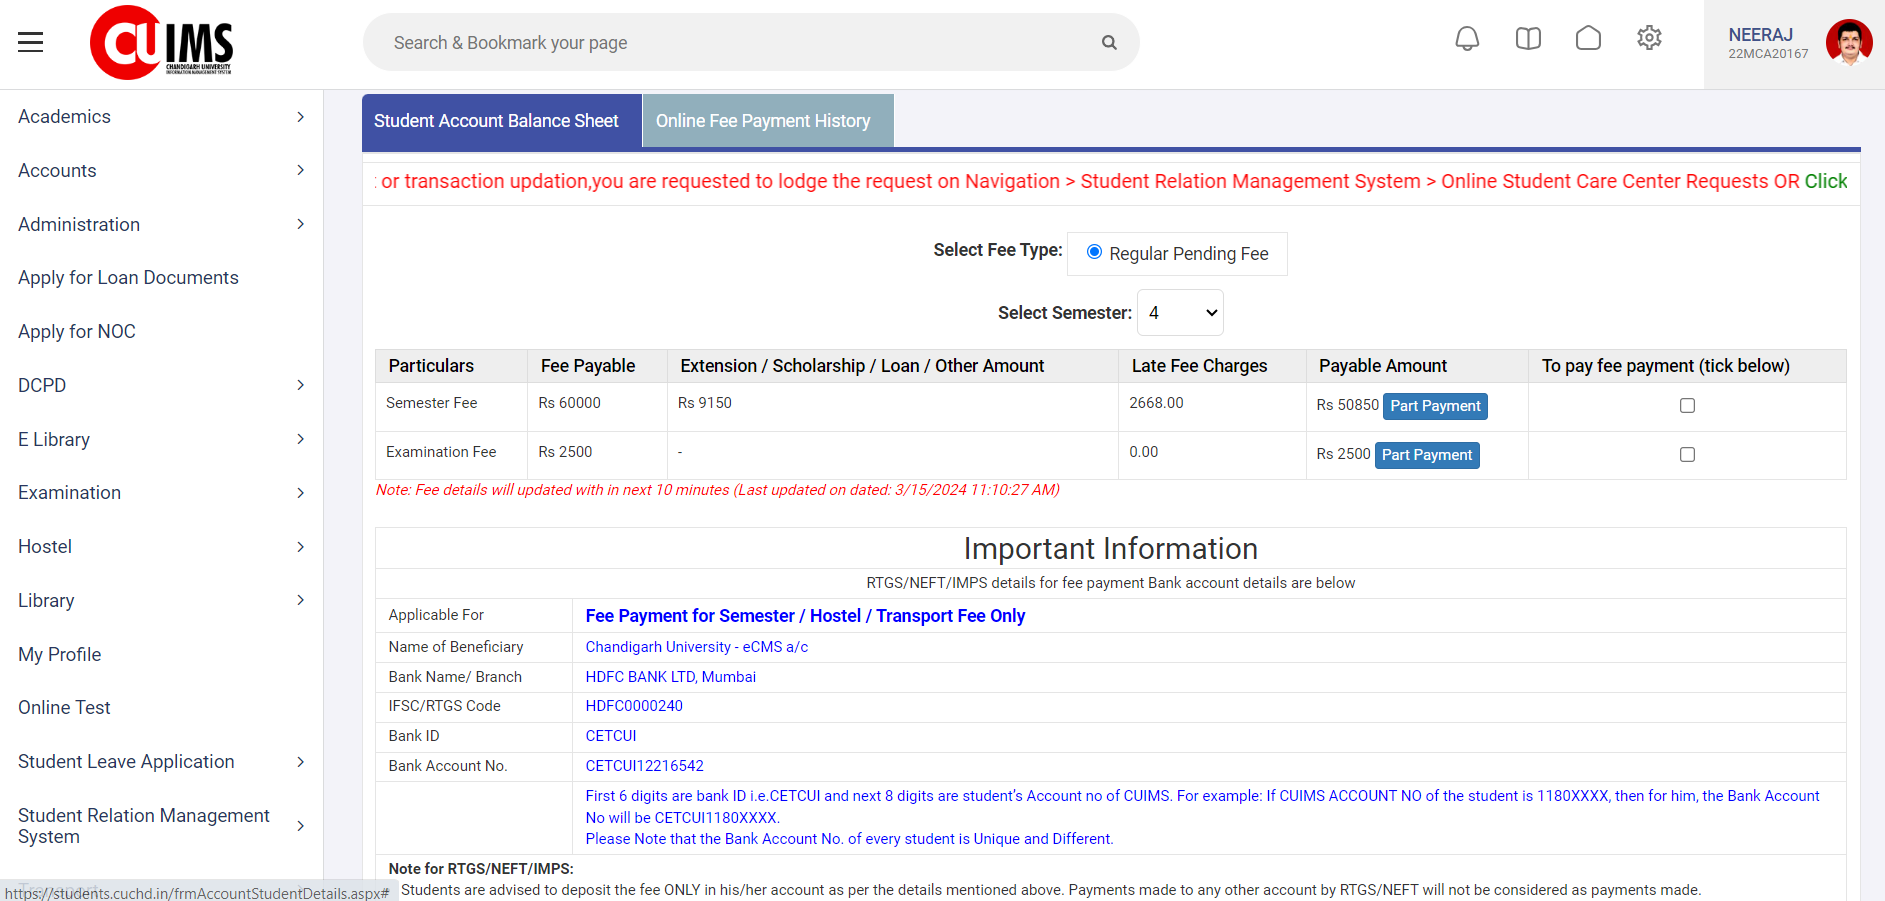 CUIMS
CHANDIGARH UNIVERSITY
INFORMATION MANAGEMENT SYSTEM
Search & Bookmark your page
NEERAJ
22MCA20167
Academics
Accounts
Administration
Apply for Loan Documents
Apply for NOC
DCPD
E Library
Examination
Hostel
Library
My Profile
Online Test
Student Leave Application
Student Relation Management
System
Transport
https://students.cuchd.in/frmAccountStudentDetails.aspx#
Student Account Balance Sheet Online Fee Payment History
: or transaction updation,you are requested to lodge the request on Navigation > Student Relation Management System > Online Student Care Center Requests OR Click
Select Fee Type: Regular Pending Fee
Select Semester: 4
Particulars Fee Payable Extension / Scholarship / Loan / Other Amount Late Fee Charges Payable Amount To pay fee payment (tick below)
Semester Fee Rs 60000 Rs 9150 2668.00 Rs 50850 Part Payment
Examination Fee Rs 2500 - 0.00 Rs 2500 Part Payment
Note: Fee details will updated with in next 10 minutes (Last updated on dated: 3/15/2024 11:10:27 AM)
Important Information
RTGS/NEFT/IMPS details for fee payment Bank account details are below
Applicable For Fee Payment for Semester / Hostel / Transport Fee Only
Name of Beneficiary Chandigarh University - eCMS a/c
Bank Name/ Branch HDFC BANK LTD, Mumbai
IFSC/RTGS Code HDFC0000240
Bank ID CETCUI
Bank Account No. CETCUI12216542
First 6 digits are bank ID i.e.CETCUI and next 8 digits are student's Account no of CUIMS. For example: If CUIMS ACCOUNT NO of the student is 1180XXXX, then for him, the Bank Account
No will be CETCUI1180XXXX.
Please Note that the Bank Account No. of every student is Unique and Different.
Note for RTGS/NEFT/IMPS:
Students are advised to deposit the fee ONLY in his/her account as per the details mentioned above. Payments made to any other account by RTGS/NEFT will not be considered as payments made.